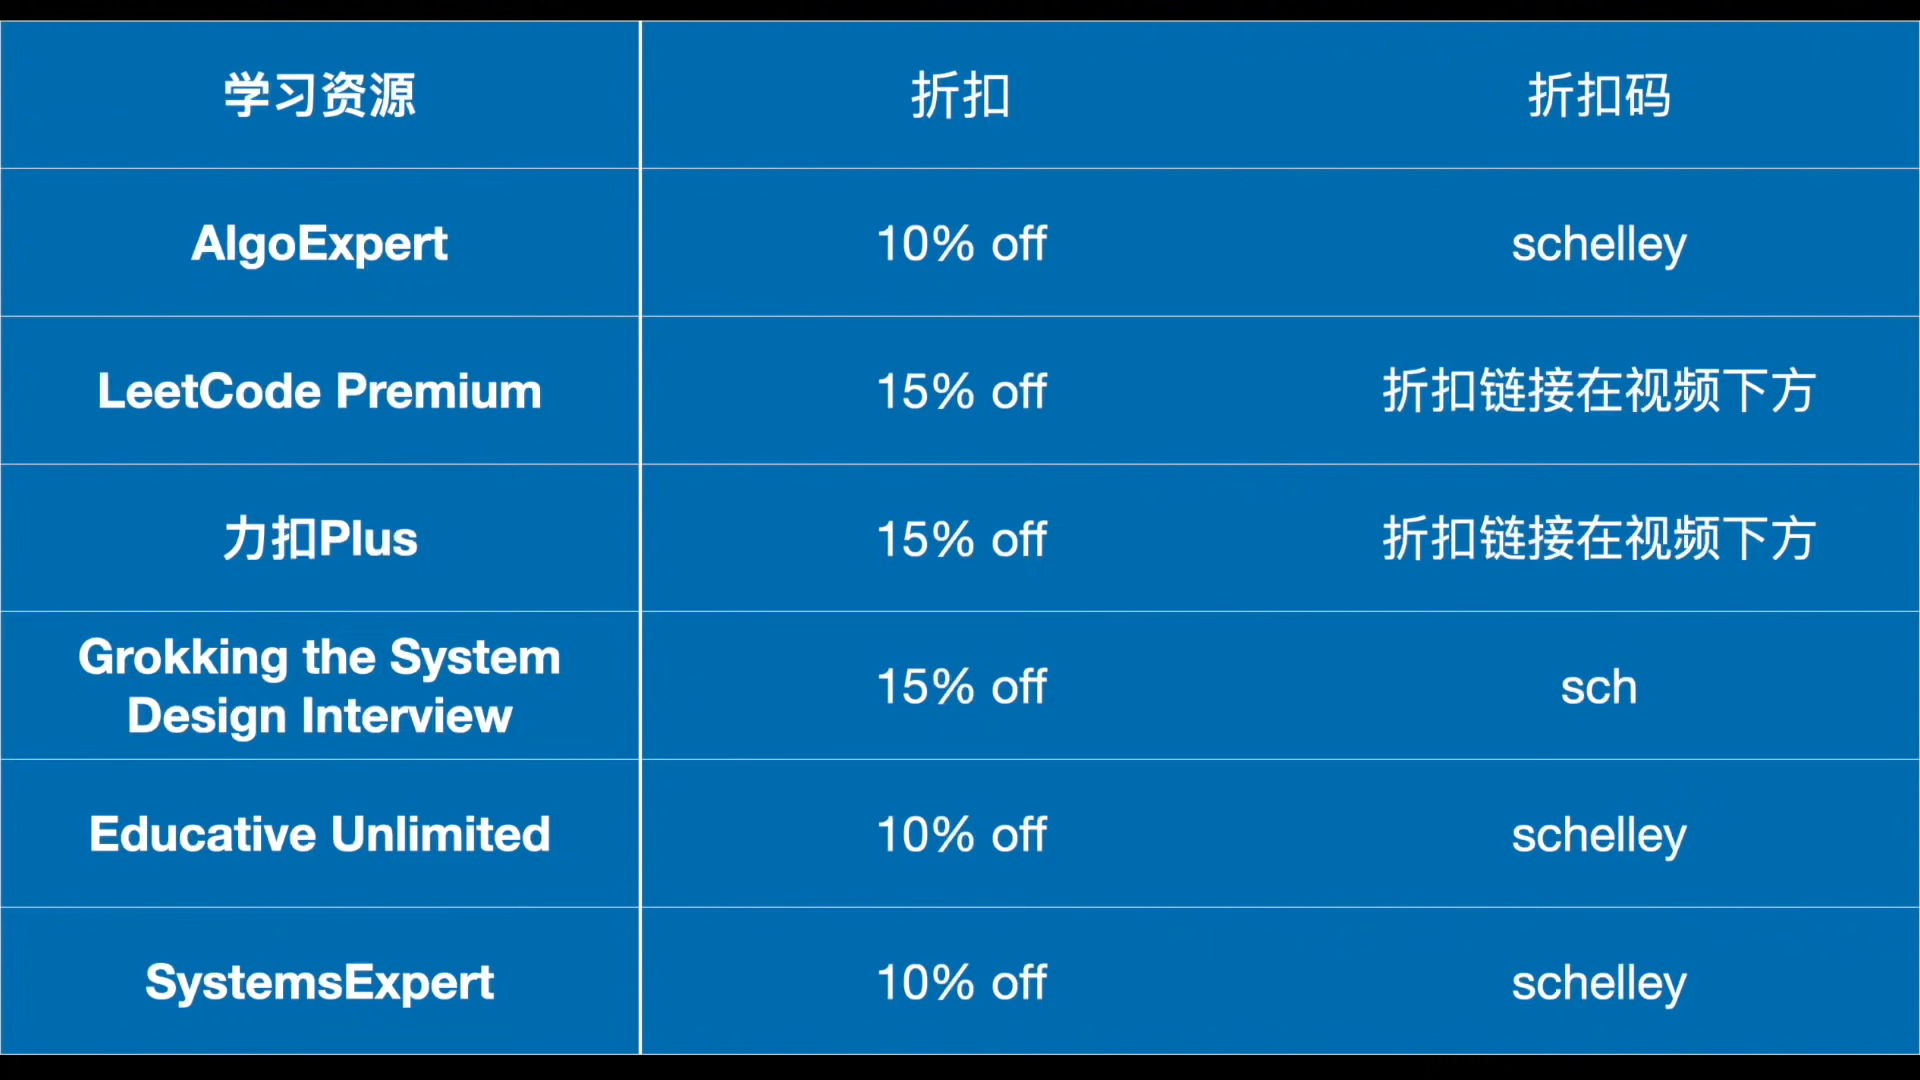 学习资源 折扣 折扣码
AlgoExpert 10% off schelley
LeetCode Premium 15% off 折扣链接在视频下方
力扣Plus 15% off 折扣链接在视频下方
Grokking the System
Design Interview 15% off sch
Educative Unlimited 10% off schelley
SystemsExpert 10% off schelley